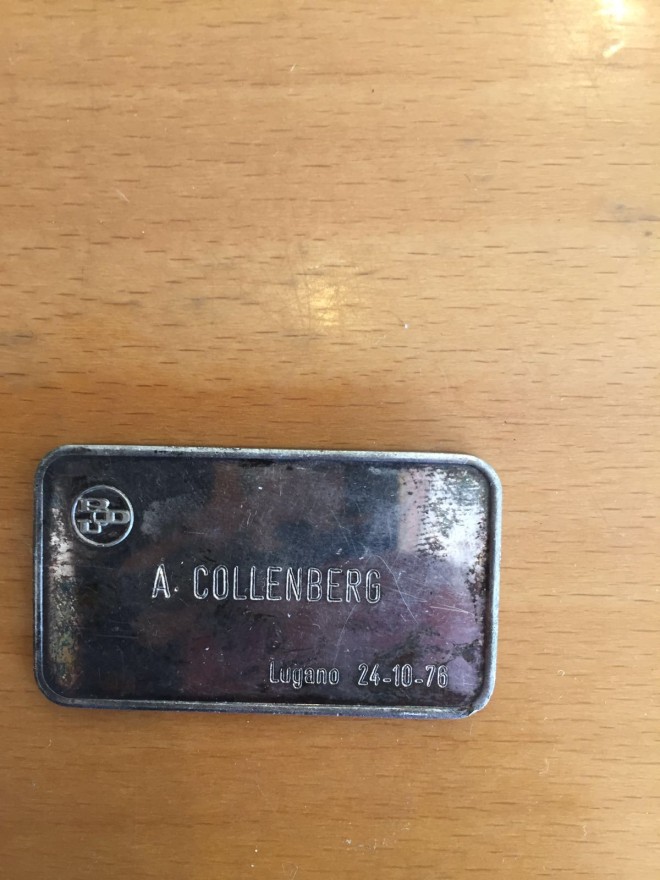 A. COLLENBERG
Lugano 24-10-76